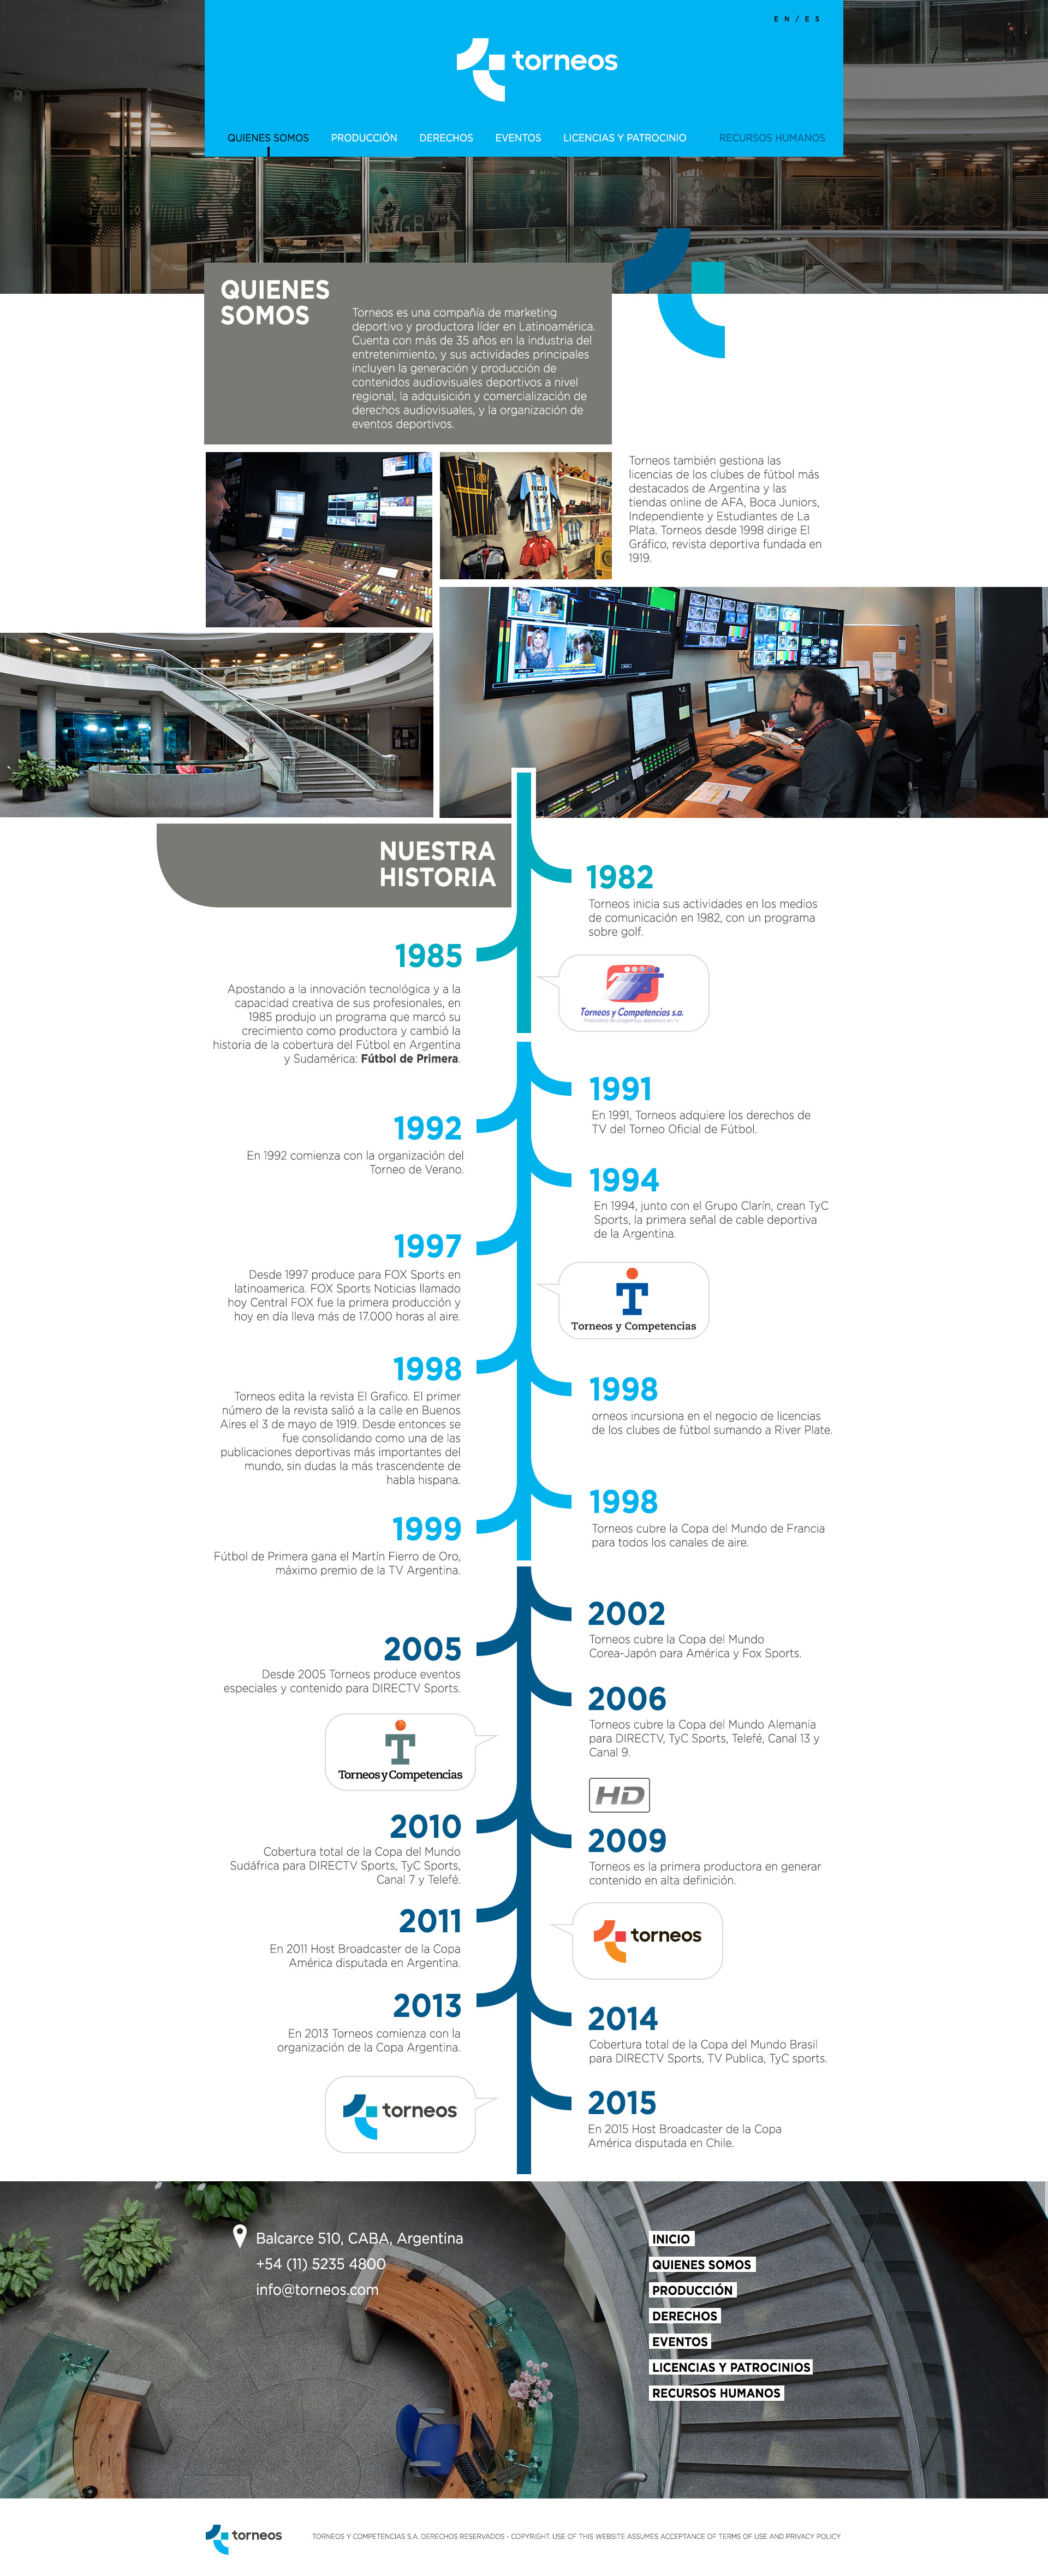 EN/ES
torneos
QUIENES SOMOS PRODUCCIÓN DERECHOS EVENTOS LICENCIAS Y PATROCINIO RECURSOS HUMANOS
RUGBY
QUIENES
SOMOS
Torneos es una compañía de marketing
deportivo y productora líder en Latinoamérica.
Cuenta con más de 35 años en la industria del
entretenimiento, y sus actividades principales
incluyen la generación y producción de
contenidos audiovisuales deportivos a nivel
regional, la adquisición y comercialización de
derechos audiovisuales, y la organización de
eventos deportivos.
Torneos también gestiona las
licencias de los clubes de fútbol más
destacados de Argentina y las
tiendas online de AFA, Boca Juniors,
Independiente y Estudiantes de La
Plata. Torneos desde 1998 dirige El
Gráfico, revista deportiva fundada en
1919.
NUESTRA
HISTORIA
1982
Torneos inicia sus actividades en los medios
de comunicación en 1982, con un programa
sobre golf.
1985
Apostando a la innovación tecnológica y a la
capacidad creativa de sus profesionales, en
1985 produjo un programa que marcó su
crecimiento como productora y cambió la
historia de la cobertura del Fútbol en Argentina
y Sudamérica: Fútbol de Primera.
Torneos y Competencias s.a.
Productora de programas deportivos en tv
1991
En 1991, Torneos adquiere los derechos de
TV del Torneo Oficial de Fútbol.
1992
En 1992 comienza con la organización del
Torneo de Verano.
1994
En 1994, junto con el Grupo Clarín, crean TyC
Sports, la primera señal de cable deportiva
de la Argentina.
1997
Desde 1997 produce para FOX Sports en
latinoamerica. FOX Sports Noticias llamado
hoy Central FOX fue la primera producción y
hoy en día lleva más de 17.000 horas al aire.
Torneos y Competencias
1998
Torneos edita la revista El Grafico. El primer
número de la revista salió a la calle en Buenos
Aires el 3 de mayo de 1919. Desde entonces se
fue consolidando como una de las
publicaciones deportivas más importantes del
mundo, sin dudas la más trascendente de
habla hispana.
1998
orneos incursiona en el negocio de licencias
de los clubes de fútbol sumando a River Plate.
1998
Torneos cubre la Copa del Mundo de Francia
para todos los canales de aire.
1999
Fútbol de Primera gana el Martín Fierro de Oro,
máximo premio de la TV Argentina.
2002
Torneos cubre la Copa del Mundo
Corea-Japón para América y Fox Sports.
2005
Desde 2005 Torneos produce eventos
especiales y contenido para DIRECTV Sports.
2006
Torneos cubre la Copa del Mundo Alemania
para DIRECTV, TyC Sports, Telefé, Canal 13 y
Canal 9.
Torneos y Competencias
HD
2009
Torneos es la primera productora en generar
contenido en alta definición.
2010
Cobertura total de la Copa del Mundo
Sudáfrica para DIRECTV Sports, TyC Sports,
Canal 7 y Telefé.
torneos
2011
En 2011 Host Broadcaster de la Copa
América disputada en Argentina.
2013
En 2013 Torneos comienza con la
organización de la Copa Argentina.
2014
Cobertura total de la Copa del Mundo Brasil
para DIRECTV Sports, TV Publica, TyC sports.
torneos
2015
En 2015 Host Broadcaster de la Copa
América disputada en Chile.
Balcarce 510, CABA, Argentina
+54 (11) 5235 4800
info@torneos.com
INICIO
QUIENES SOMOS
PRODUCCIÓN
DERECHOS
EVENTOS
LICENCIAS Y PATROCINIOS
RECURSOS HUMANOS
torneos
TORNEOS Y COMPETENCIAS S.A. DERECHOS RESERVADOS - COPYRIGHT. USE OF THIS WEBSITE ASSUMES ACCEPTANCE OF TERMS OF USE AND PRIVACY POLICY